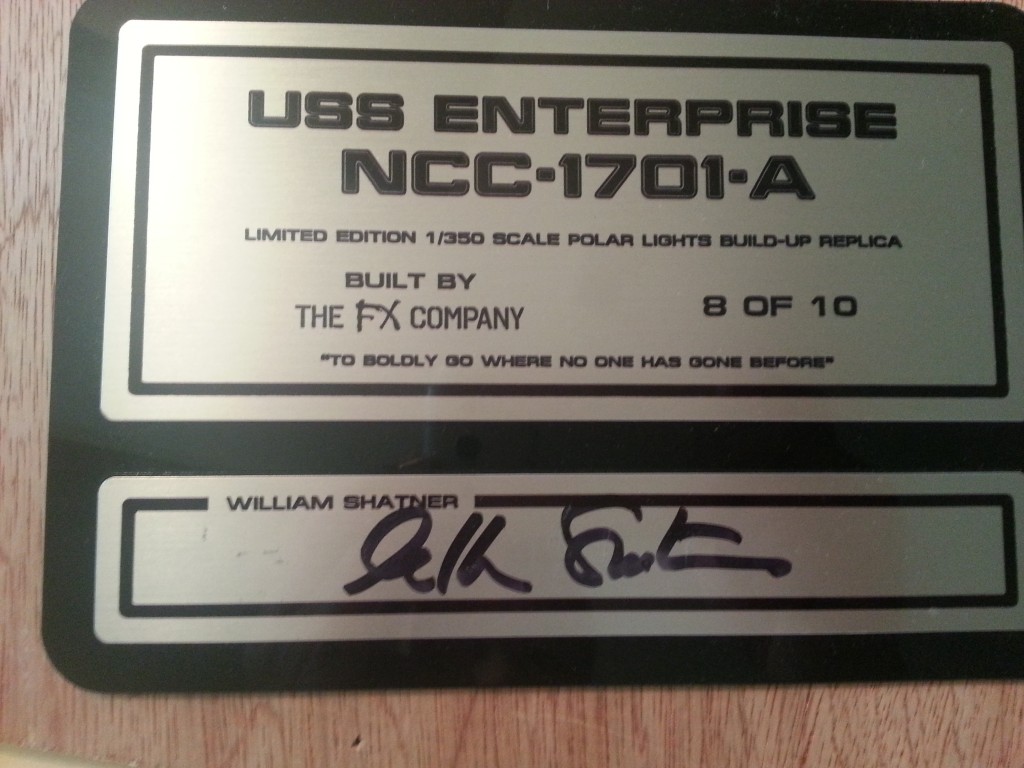 USS ENTERPRISE
NCC-1701-A
LIMITED EDITION 1/350 SCALE POLAR LIGHTS BUILD-UP REPLICA
BUILT BY
THE FX COMPANY
8 OF 10
"TO BOLDLY GO WHERE NO ONE HAS GONE BEFORE"
WILLIAM SHATNER